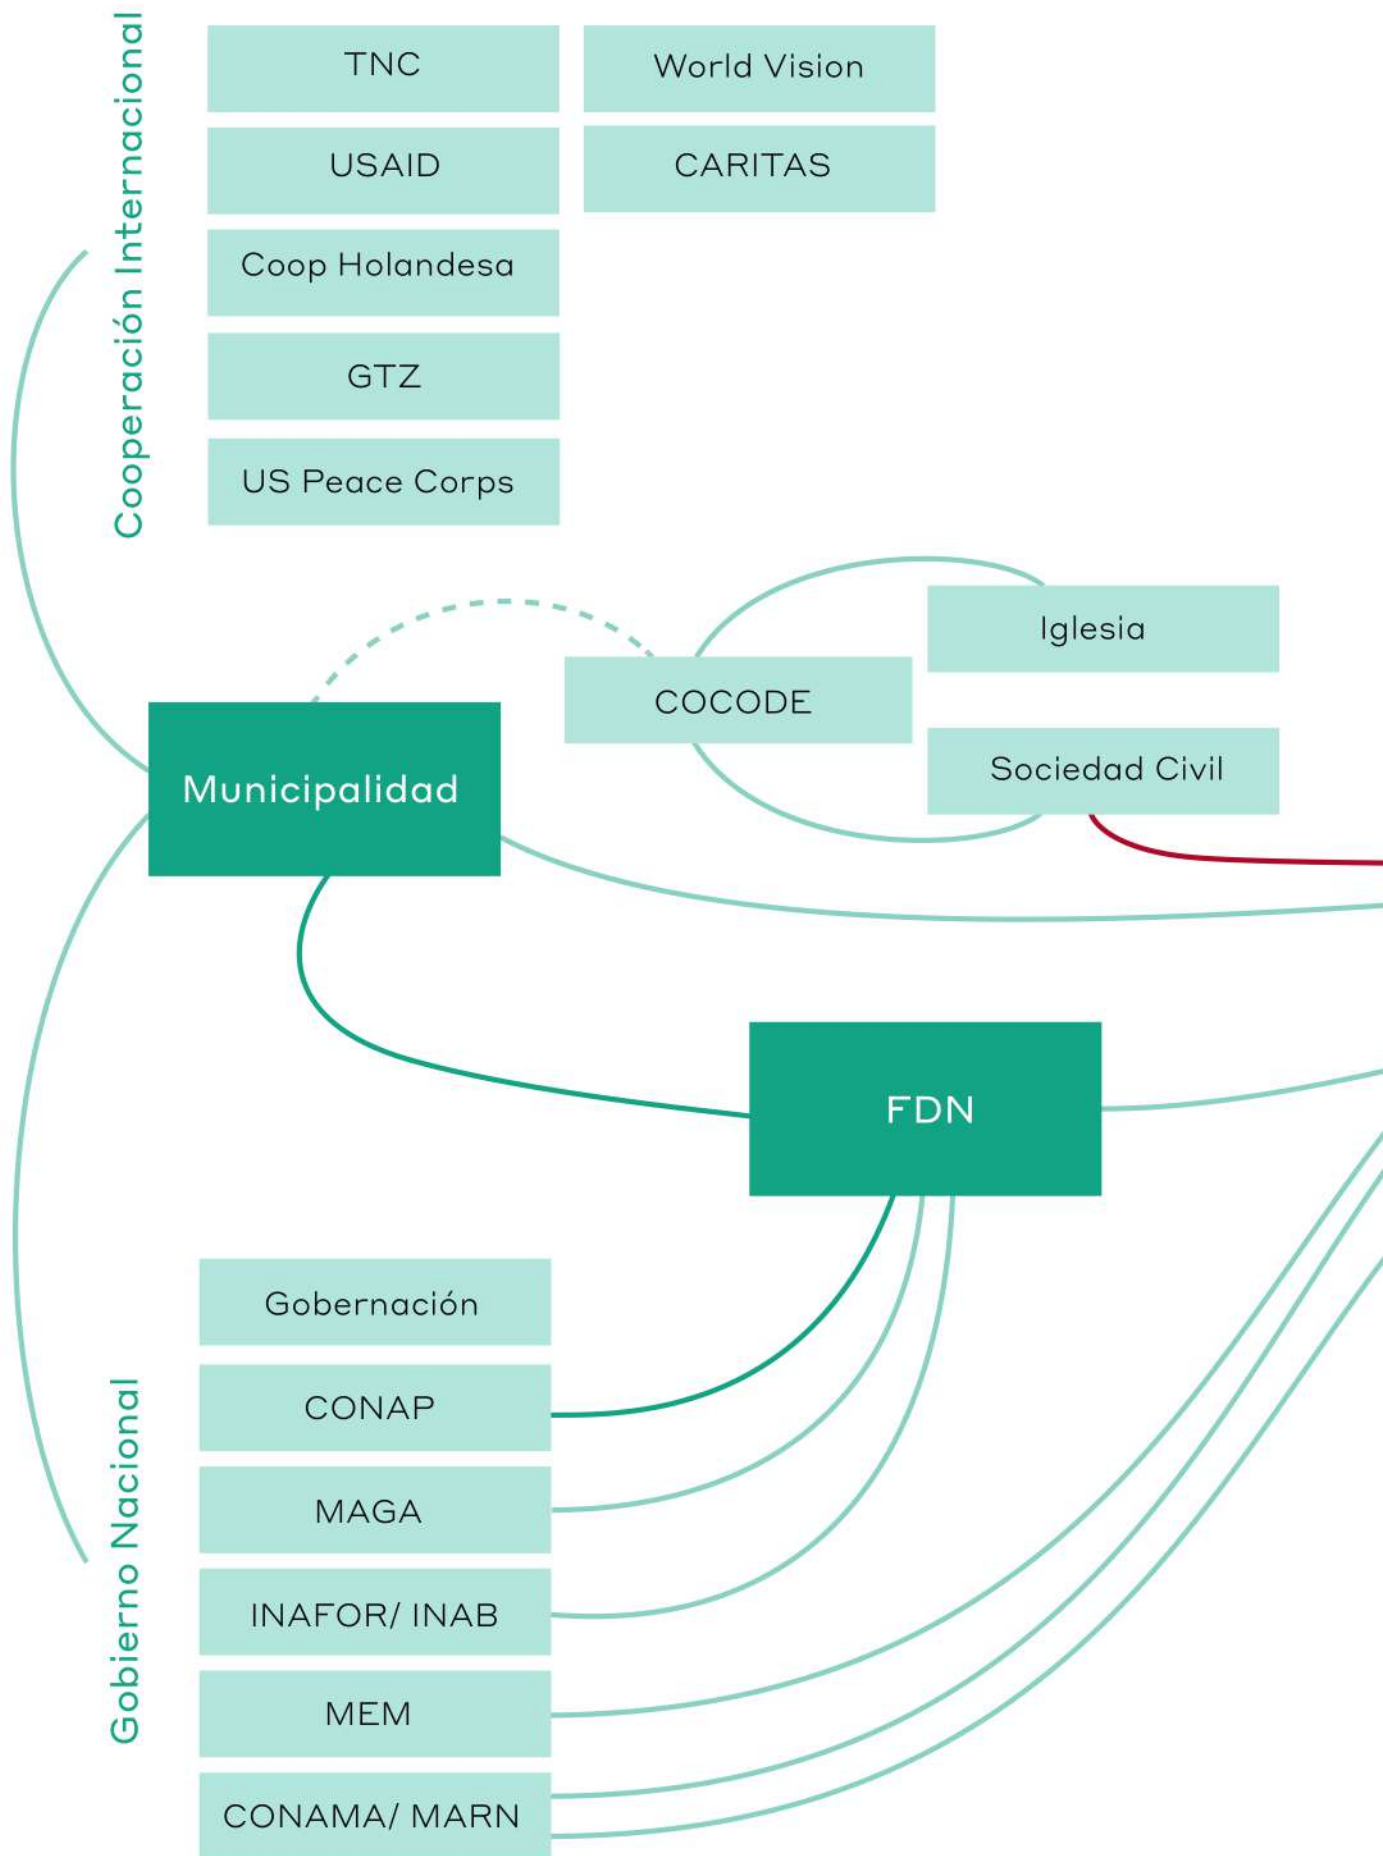 Cooperación Internacional
TNC
World Vision
USAID
CARITAS
Coop Holandesa
GTZ
US Peace Corps
Iglesia
COCODE
Sociedad Civil
Municipalidad
FDN
Gobierno Nacional
Gobernación
CONAP
MAGA
INAFOR/ INAB
MEM
CONAMA/ MARN